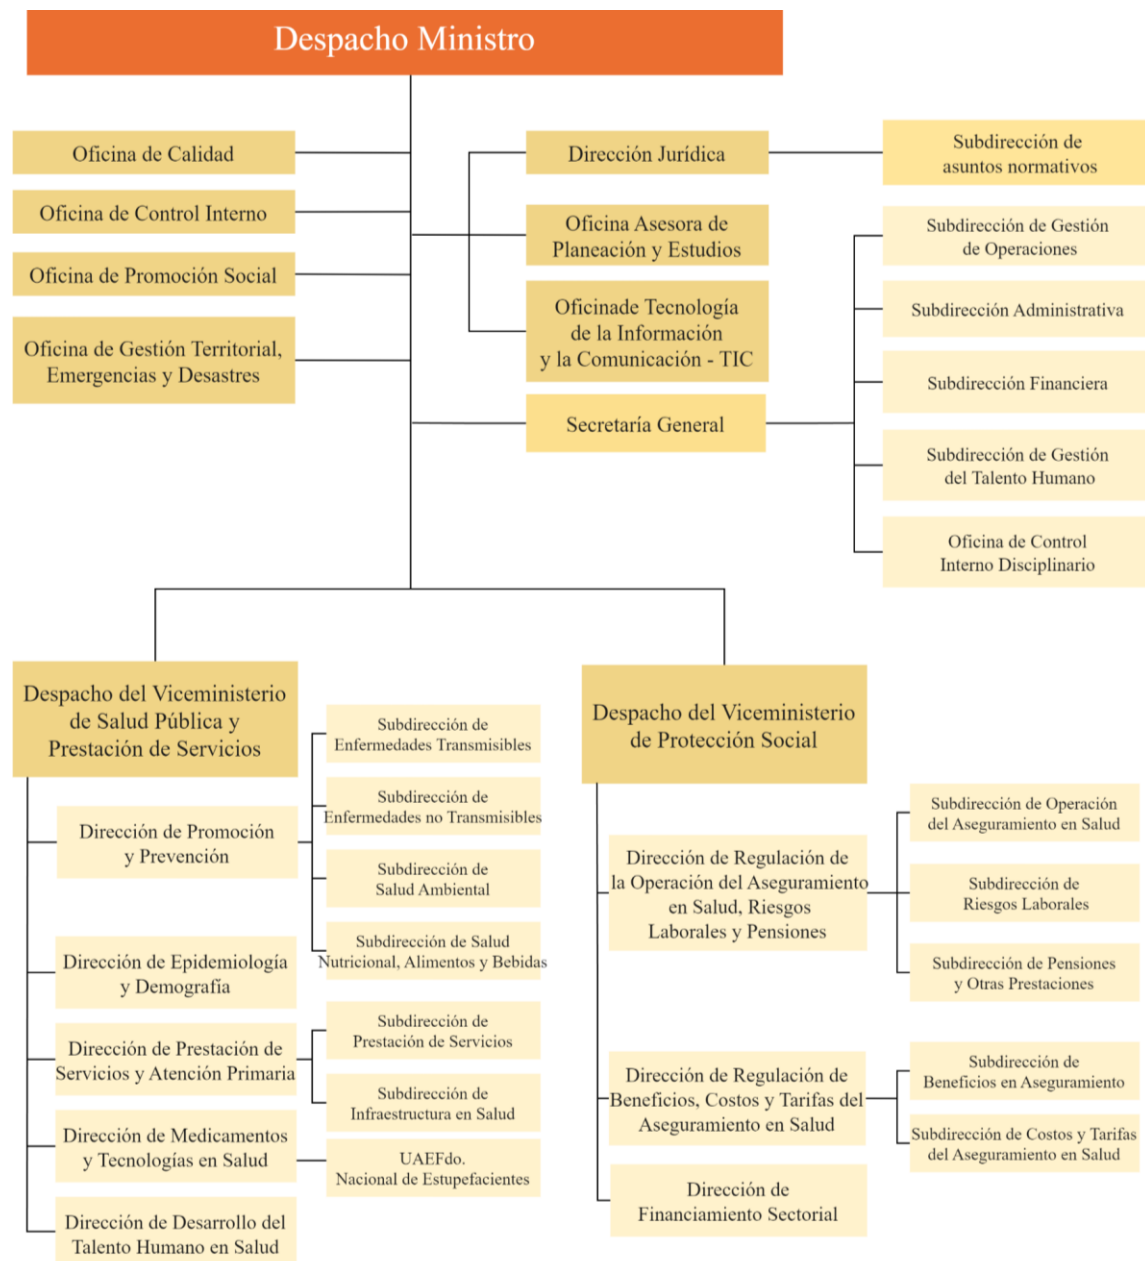 Despacho Ministro
Oficina de Calidad
Oficina de Control Interno
Oficina de Promoción Social
Oficina de Gestión Territorial,
Emergencias y Desastres
Dirección Jurídica
Subdirección de
asuntos normativos
Oficina Asesora de
Planeación y Estudios
Oficinade Tecnología
de la Información
y la Comunicación - TIC
Secretaría General
Subdirección de Gestión
de Operaciones
Subdirección Administrativa
Subdirección Financiera
Subdirección de Gestión
del Talento Humano
Oficina de Control
Interno Disciplinario
Despacho del Viceministerio
de Salud Pública y
Prestación de Servicios
Dirección de Promoción
y Prevención
Subdirección de
Enfermedades Transmisibles
Subdirección de
Enfermedades no Transmisibles
Subdirección de
Salud Ambiental
Subdirección de Salud
Nutricional, Alimentos y Bebidas
Dirección de Epidemiología
y Demografía
Dirección de Prestación de
Servicios y Atención Primaria
Subdirección de
Prestación de Servicios
Subdirección de
Infraestructura en Salud
Dirección de Medicamentos
y Tecnologías en Salud
UAEFdo.
Nacional de Estupefacientes
Dirección de Desarrollo del
Talento Humano en Salud
Despacho del Viceministerio
de Protección Social
Dirección de Regulación de
la Operación del Aseguramiento
en Salud, Riesgos
Laborales y Pensiones
Subdirección de Operación
del Aseguramiento en Salud
Subdirección de
Riesgos Laborales
Subdirección de Pensiones
y Otras Prestaciones
Dirección de Regulación de
Beneficios, Costos y Tarifas del
Aseguramiento en Salud
Subdirección de
Beneficios en Aseguramiento
Subdirección de Costos y Tarifas
del Aseguramiento en Salud
Dirección de
Financiamiento Sectorial